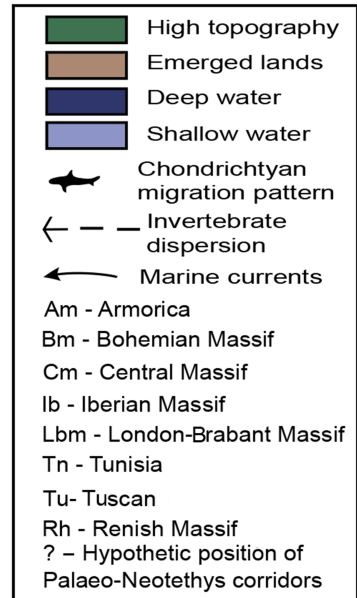 High topography
Emerged lands
Deep water
Shallow water
Chondrichtyan
migration pattern
Invertebrate
dispersion
Marine currents
Am - Armorica
Bm - Bohemian Massif
Cm - Central Massif
Ib - Iberian Massif
Lbm - London-Brabant Massif
Tn - Tunisia
Tu- Tuscan
Rh - Renish Massif
? – Hypothetic position of
Palaeo-Neotethys corridors